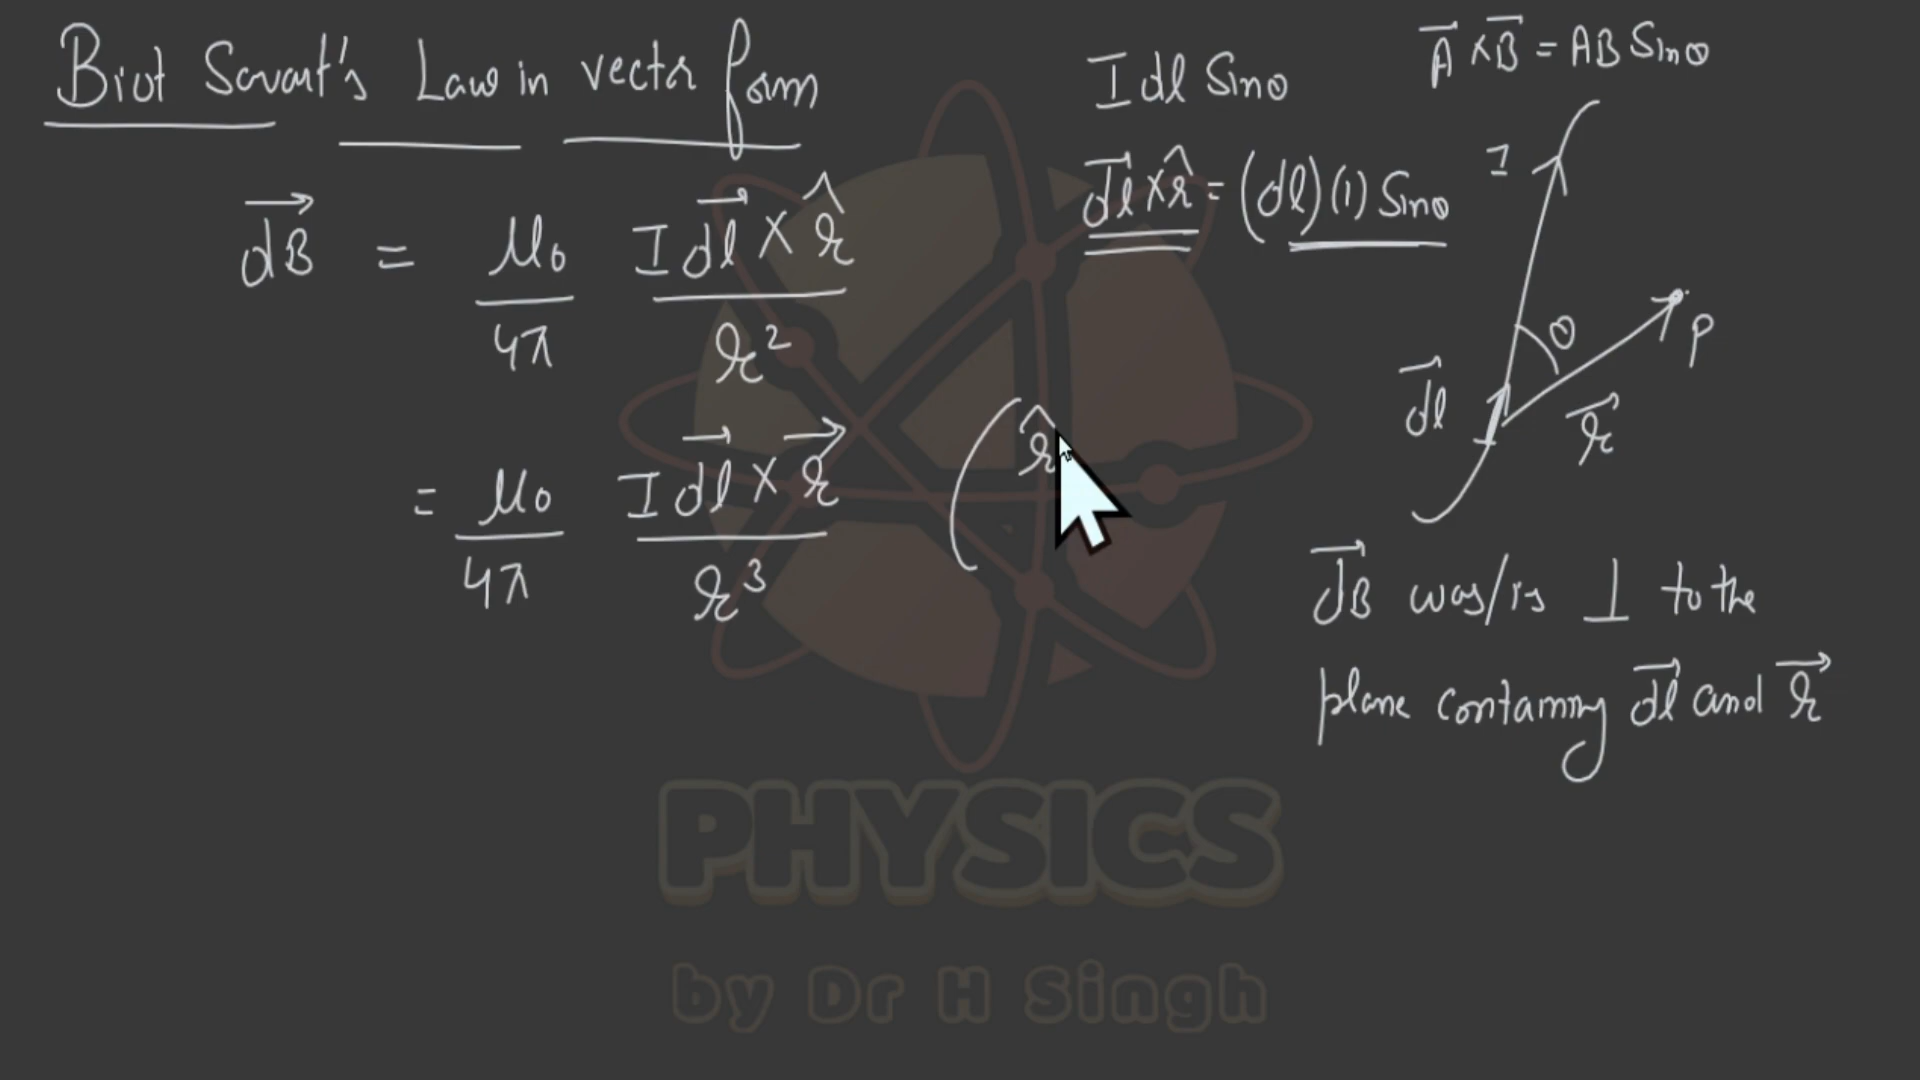 Biot Savart's Law in vector form
dB⃗ = μ₀/4π I dl⃗ × r̂ / r²
= μ₀/4π I dl⃗ × r⃗ / r³
( r̂
I dl Sinθ
A⃗ × B⃗ = AB Sinθ
dl⃗ × r̂ = (dl)(1) Sinθ
I
θ
P
dl⃗
r⃗
dB⃗ was/is ⊥ to the
plane containing dl⃗ and r⃗
PHYSICS
by Dr H Singh